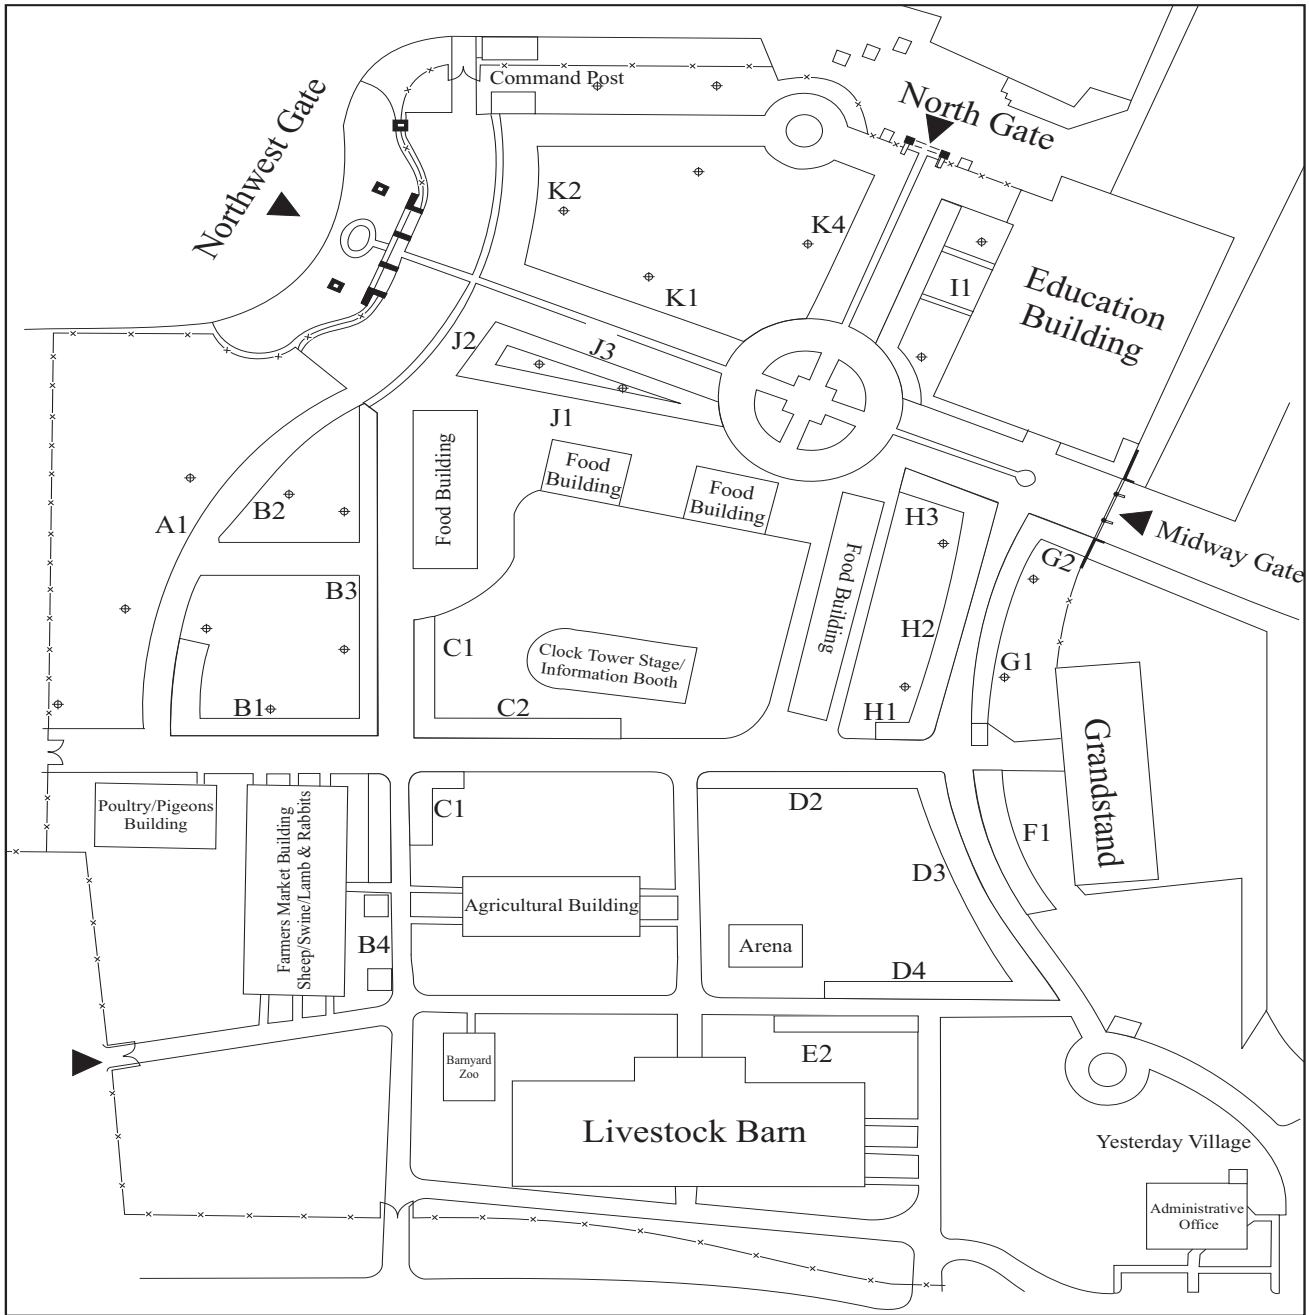 Command Post
Northwest Gate
North Gate
K2
K4
K1
I1
Education
Building
J2
J3
J1
Food Building
Food
Building
Food
Building
Food Building
A1
B2
B3
B1
C1
C2
Clock Tower Stage/
Information Booth
H3
H2
H1
G2
G1
Midway Gate
Grandstand
Poultry/Pigeons
Building
Farmers Market Building
Sheep/Swine/Lamb & Rabbits
C1
D2
D3
F1
Agricultural Building
B4
Arena
D4
Barnyard
Zoo
E2
Livestock Barn
Yesterday Village
Administrative
Office